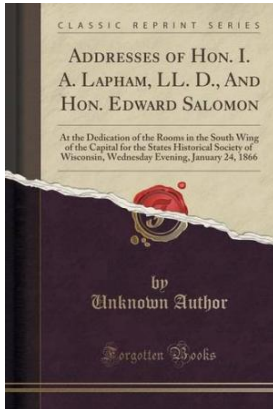 CLASSIC REPRINT SERIES
ADDRESSES OF HON. I.
A. LAPHAM, LL. D., AND
HON. EDWARD SALOMON
At the Dedication of the Rooms in the South Wing
of the Capital for the States Historical Society of
Wisconsin, Wednesday Evening, January 24, 1866
by
Unknown Author
Forgotten Books